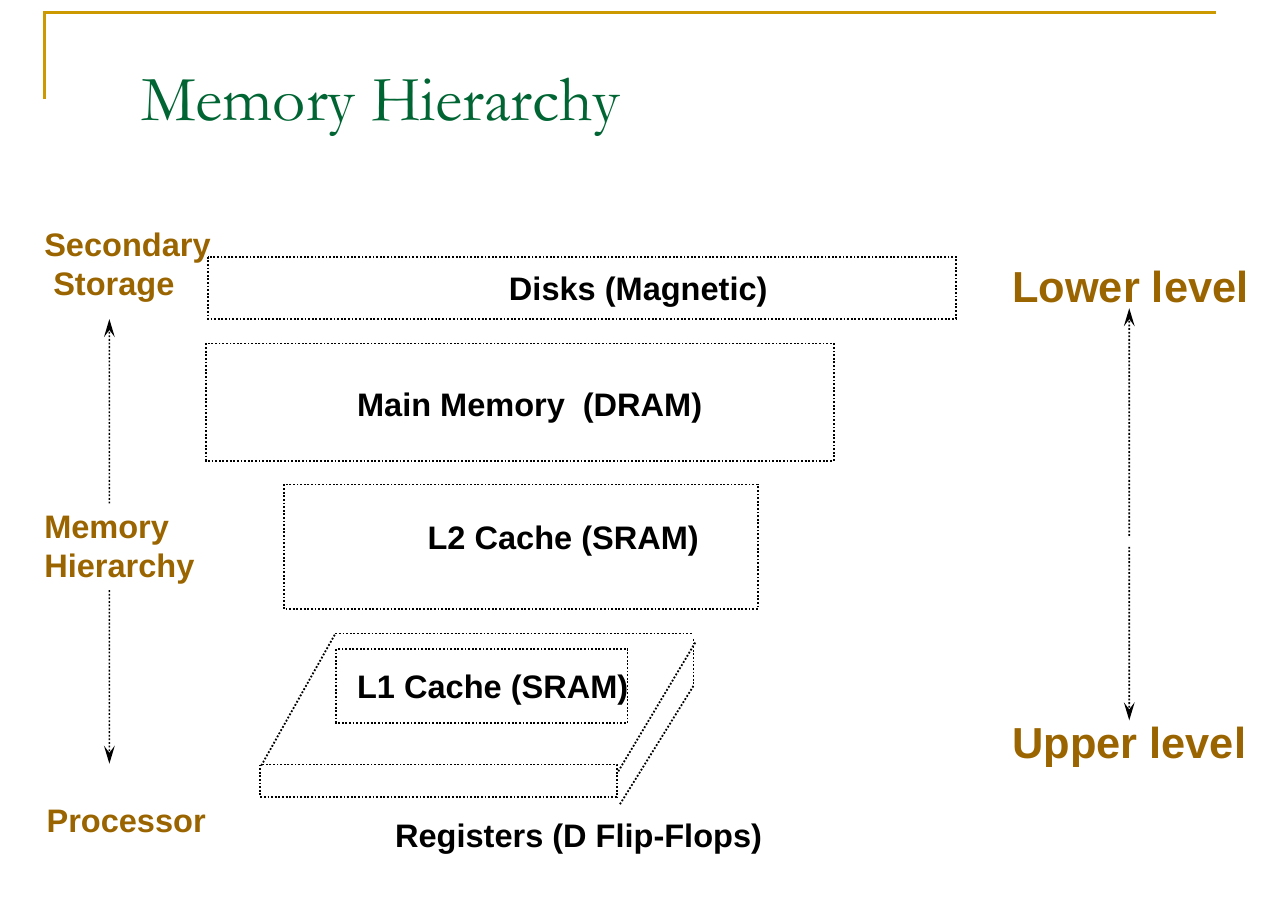 Memory Hierarchy
Secondary
Storage
Disks (Magnetic)
Lower level
Main Memory (DRAM)
Memory
Hierarchy
L2 Cache (SRAM)
L1 Cache (SRAM)
Upper level
Processor
Registers (D Flip-Flops)